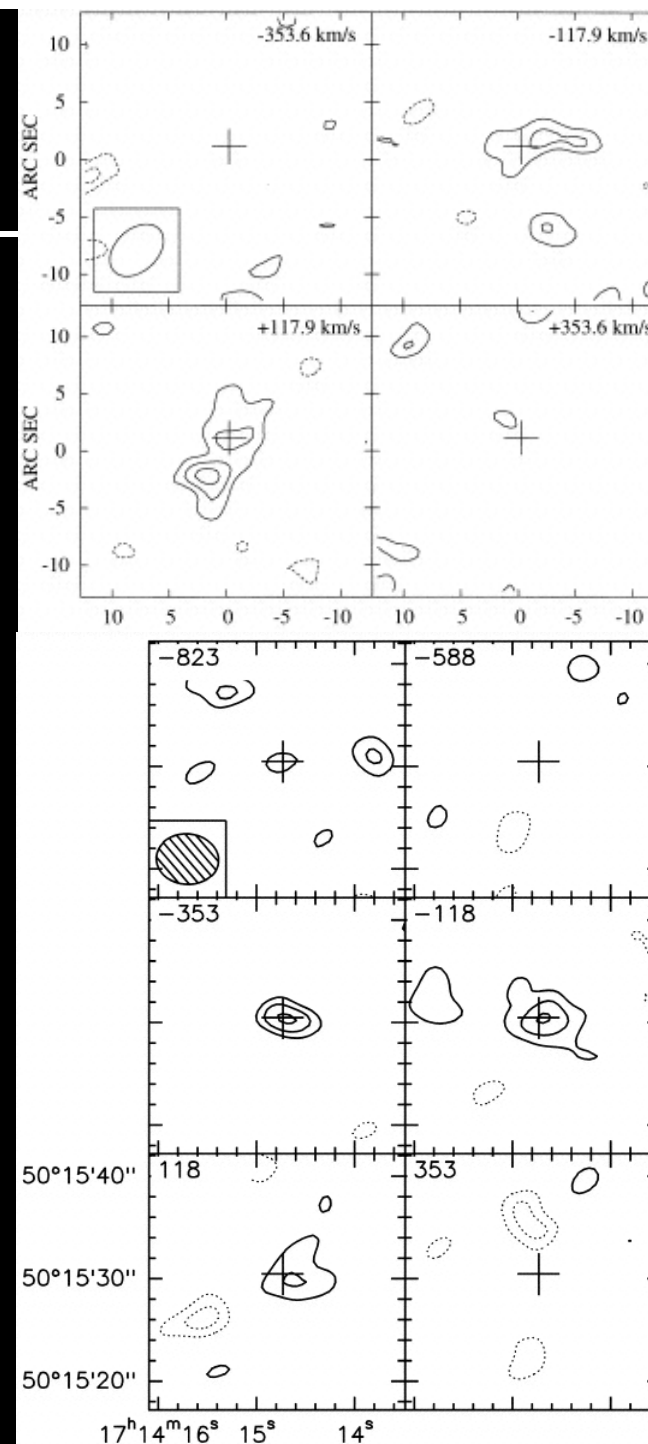 -353.6 km/s
-117.9 km/s
10
5
0
-5
-10
ARC SEC
+117.9 km/s
+353.6 km/s
10
5
0
-5
-10
ARC SEC
10 5 0 -5 -10 10 5 0 -5 -10
-823
-588
-353
-118
118
353
50°15'40"
50°15'30"
50°15'20"
17h14m16s 15s 14s